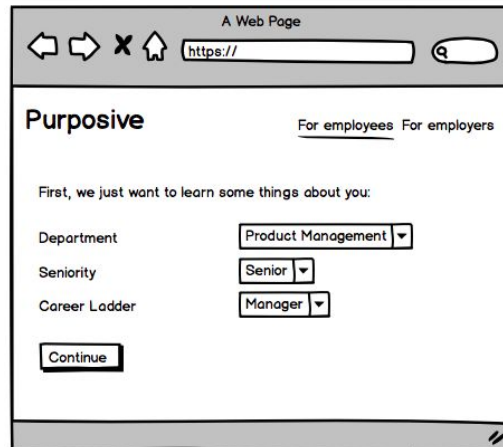 A Web Page
https://
Purposive
For employees For employers
First, we just want to learn some things about you:
Department Product Management
Seniority Senior
Career Ladder Manager
Continue